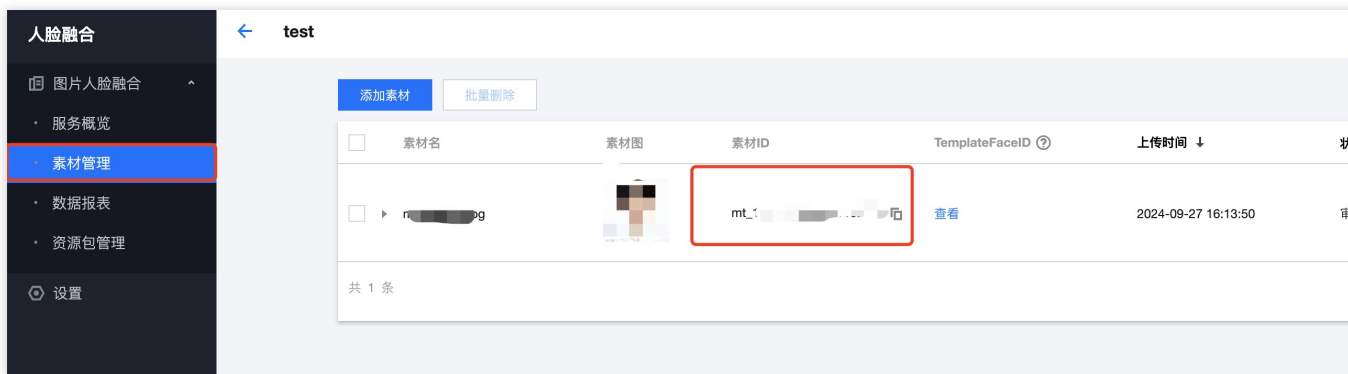 人脸融合
test
图片人脸融合
服务概览
素材管理
数据报表
资源包管理
设置
添加素材
批量删除
素材名
素材图
素材ID
TemplateFaceID
上传时间 ↓
mt_
查看
2024-09-27 16:13:50
共 1 条